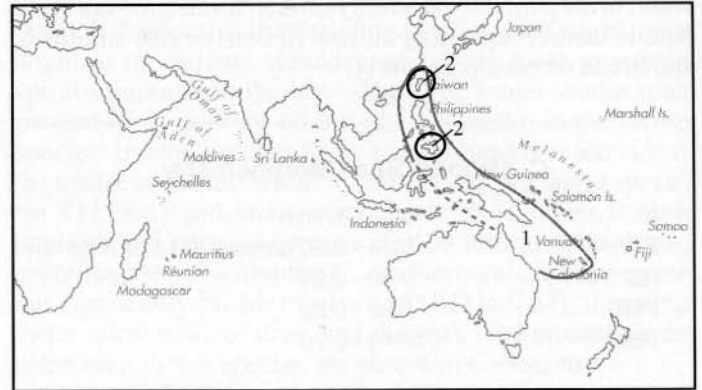 Japan
2
Taiwan
Gulf of
Oman
Gulf of
Aden
Philippines
2
Marshall Is.
Maldives
Sri Lanka
Melanesia
Seychelles
New Guinea
Solomon Is.
Indonesia
1
Vanuatu
Samoa
Fiji
Mauritius
Réunion
New
Caledonia
Madagascar